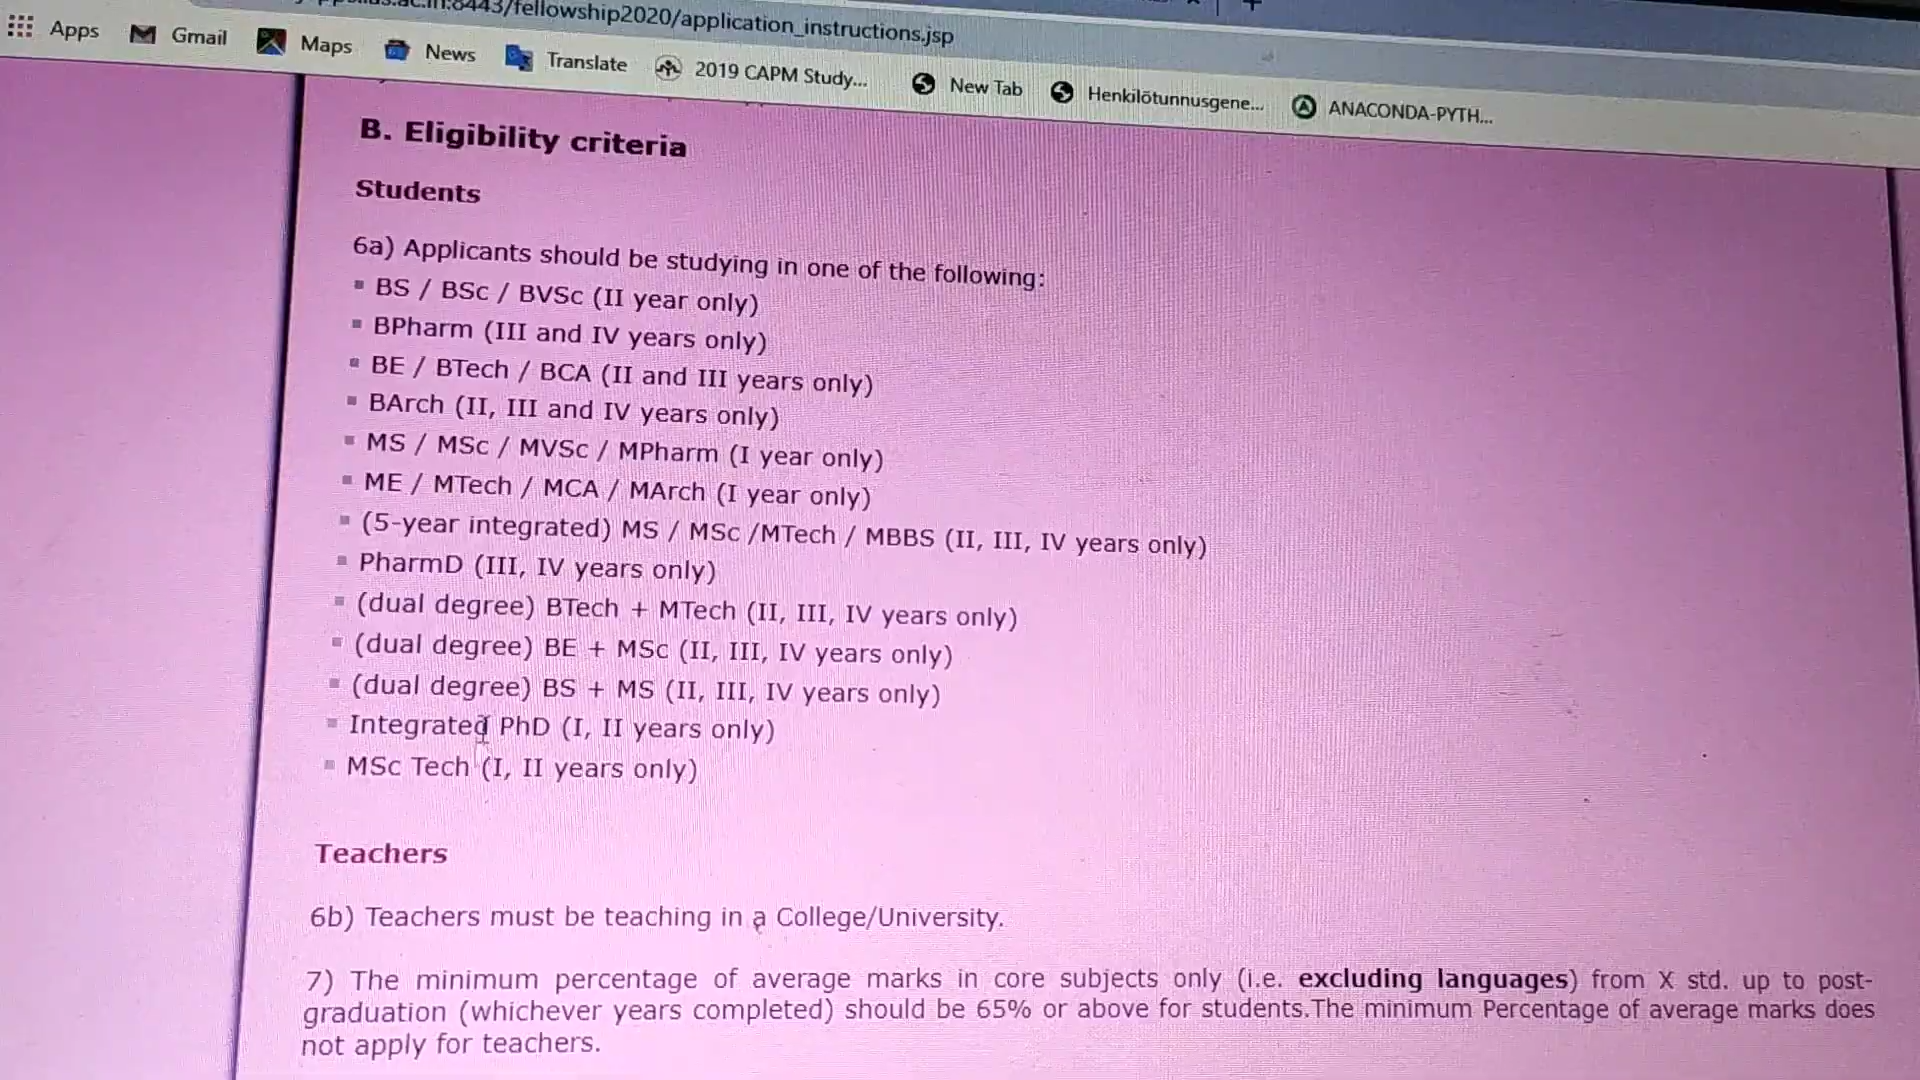 8443/fellowship2020/application_instructions.jsp
Apps Gmail Maps News Translate 2019 CAPM Study... New Tab Henkilötunnusgene... ANACONDA-PYTH...
B. Eligibility criteria
Students
6a) Applicants should be studying in one of the following:
BS / BSc / BVSc (II year only)
BPharm (III and IV years only)
BE / BTech / BCA (II and III years only)
BArch (II, III and IV years only)
MS / MSc / MVSc / MPharm (I year only)
ME / MTech / MCA / MArch (I year only)
(5-year integrated) MS / MSc /MTech / MBBS (II, III, IV years only)
PharmD (III, IV years only)
(dual degree) BTech + MTech (II, III, IV years only)
(dual degree) BE + MSc (II, III, IV years only)
(dual degree) BS + MS (II, III, IV years only)
Integrated PhD (I, II years only)
MSc Tech (I, II years only)
Teachers
6b) Teachers must be teaching in a College/University.
7) The minimum percentage of average marks in core subjects only (i.e. excluding languages) from X std. up to post-
graduation (whichever years completed) should be 65% or above for students.The minimum Percentage of average marks does
not apply for teachers.